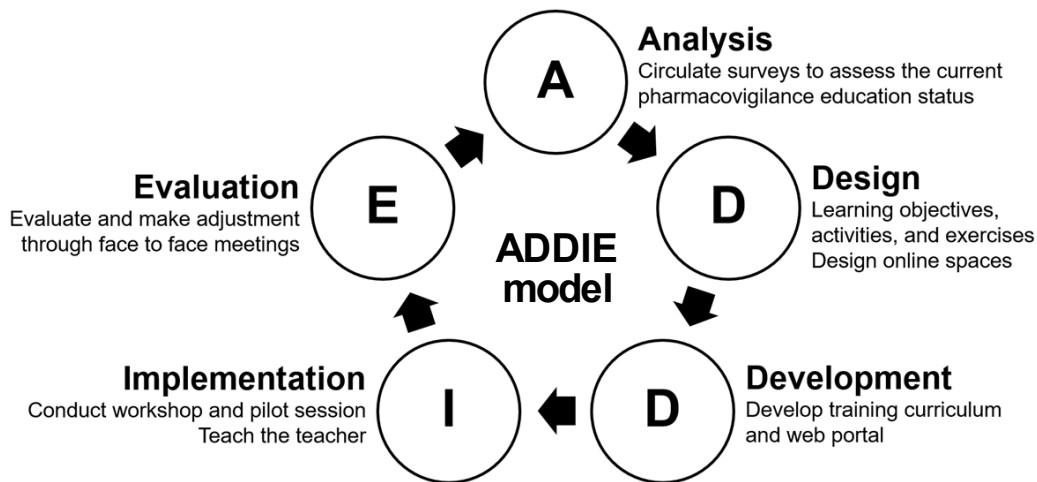 A
Analysis
Circulate surveys to assess the current
pharmacovigilance education status
D
Design
Learning objectives,
activities, and exercises
Design online spaces
D
Development
Develop training curriculum
and web portal
I
Implementation
Conduct workshop and pilot session
Teach the teacher
E
Evaluation
Evaluate and make adjustment
through face to face meetings
ADDIE
model